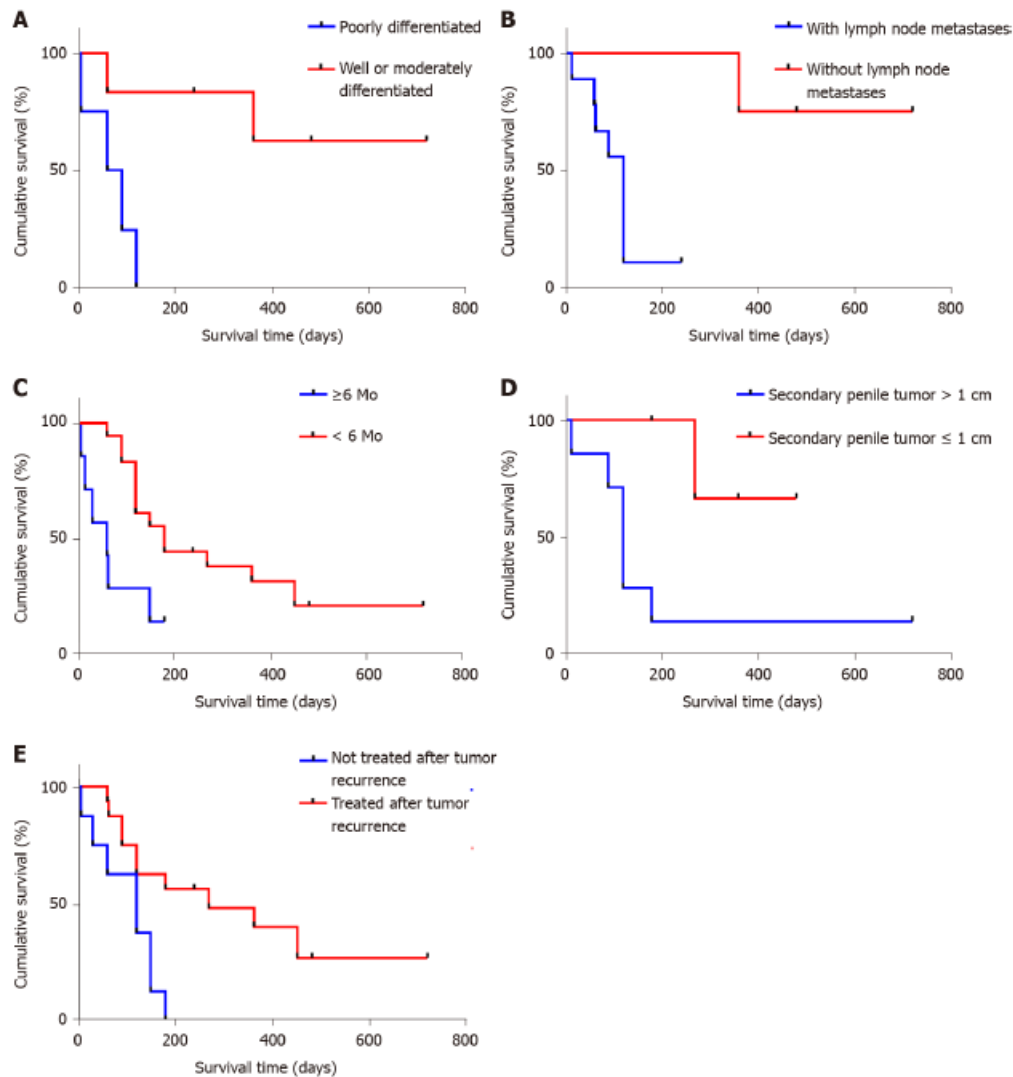 A
Poorly differentiated
Well or moderately
differentiated
Cumulative survival (%)
100
50
0
0 200 400 600 800
Survival time (days)
B
With lymph node metastases
Without lymph node
metastases
Cumulative survival (%)
100
50
0
0 200 400 600 800
Survival time (days)
C
≥6 Mo
< 6 Mo
Cumulative survival (%)
100
50
0
0 200 400 600 800
Survival time (days)
D
Secondary penile tumor > 1 cm
Secondary penile tumor ≤ 1 cm
Cumulative survival (%)
100
50
0
0 200 400 600 800
Survival time (days)
E
Not treated after tumor
recurrence
Treated after tumor
recurrence
Cumulative survival (%)
100
50
0
0 200 400 600 800
Survival time (days)